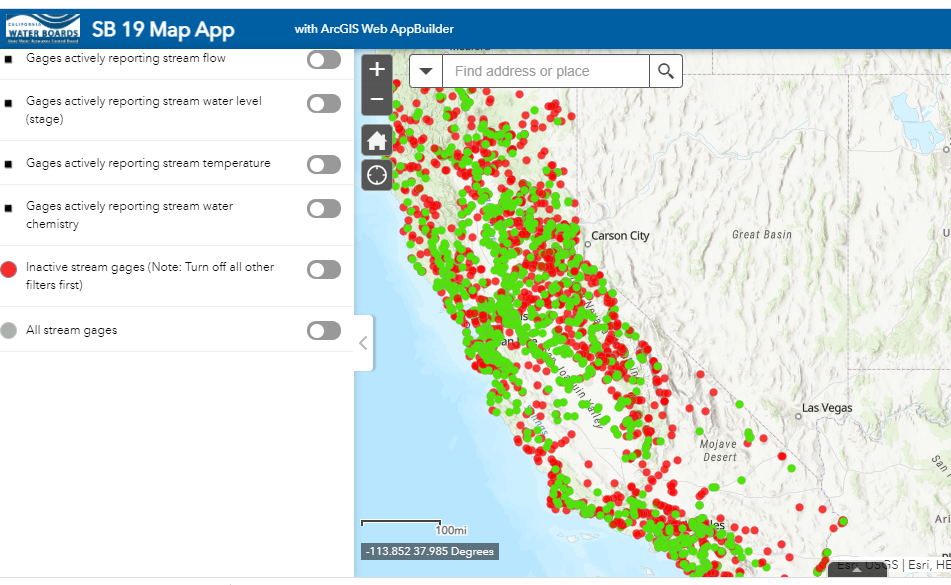 CALIFORNIA
WATER BOARDS
SB 19 Map App
with ArcGIS Web AppBuilder
Gages actively reporting stream flow
Gages actively reporting stream water level
(stage)
Gages actively reporting stream temperature
Gages actively reporting stream water
chemistry
Inactive stream gages (Note: Turn off all other
filters first)
All stream gages
+
Find address or place
−
Carson City
Great Basin
San Joaquin Valley
Las Vegas
Mojave
Desert
100mi
-113.852 37.985 Degrees
Esri, USGS | Esri, HE